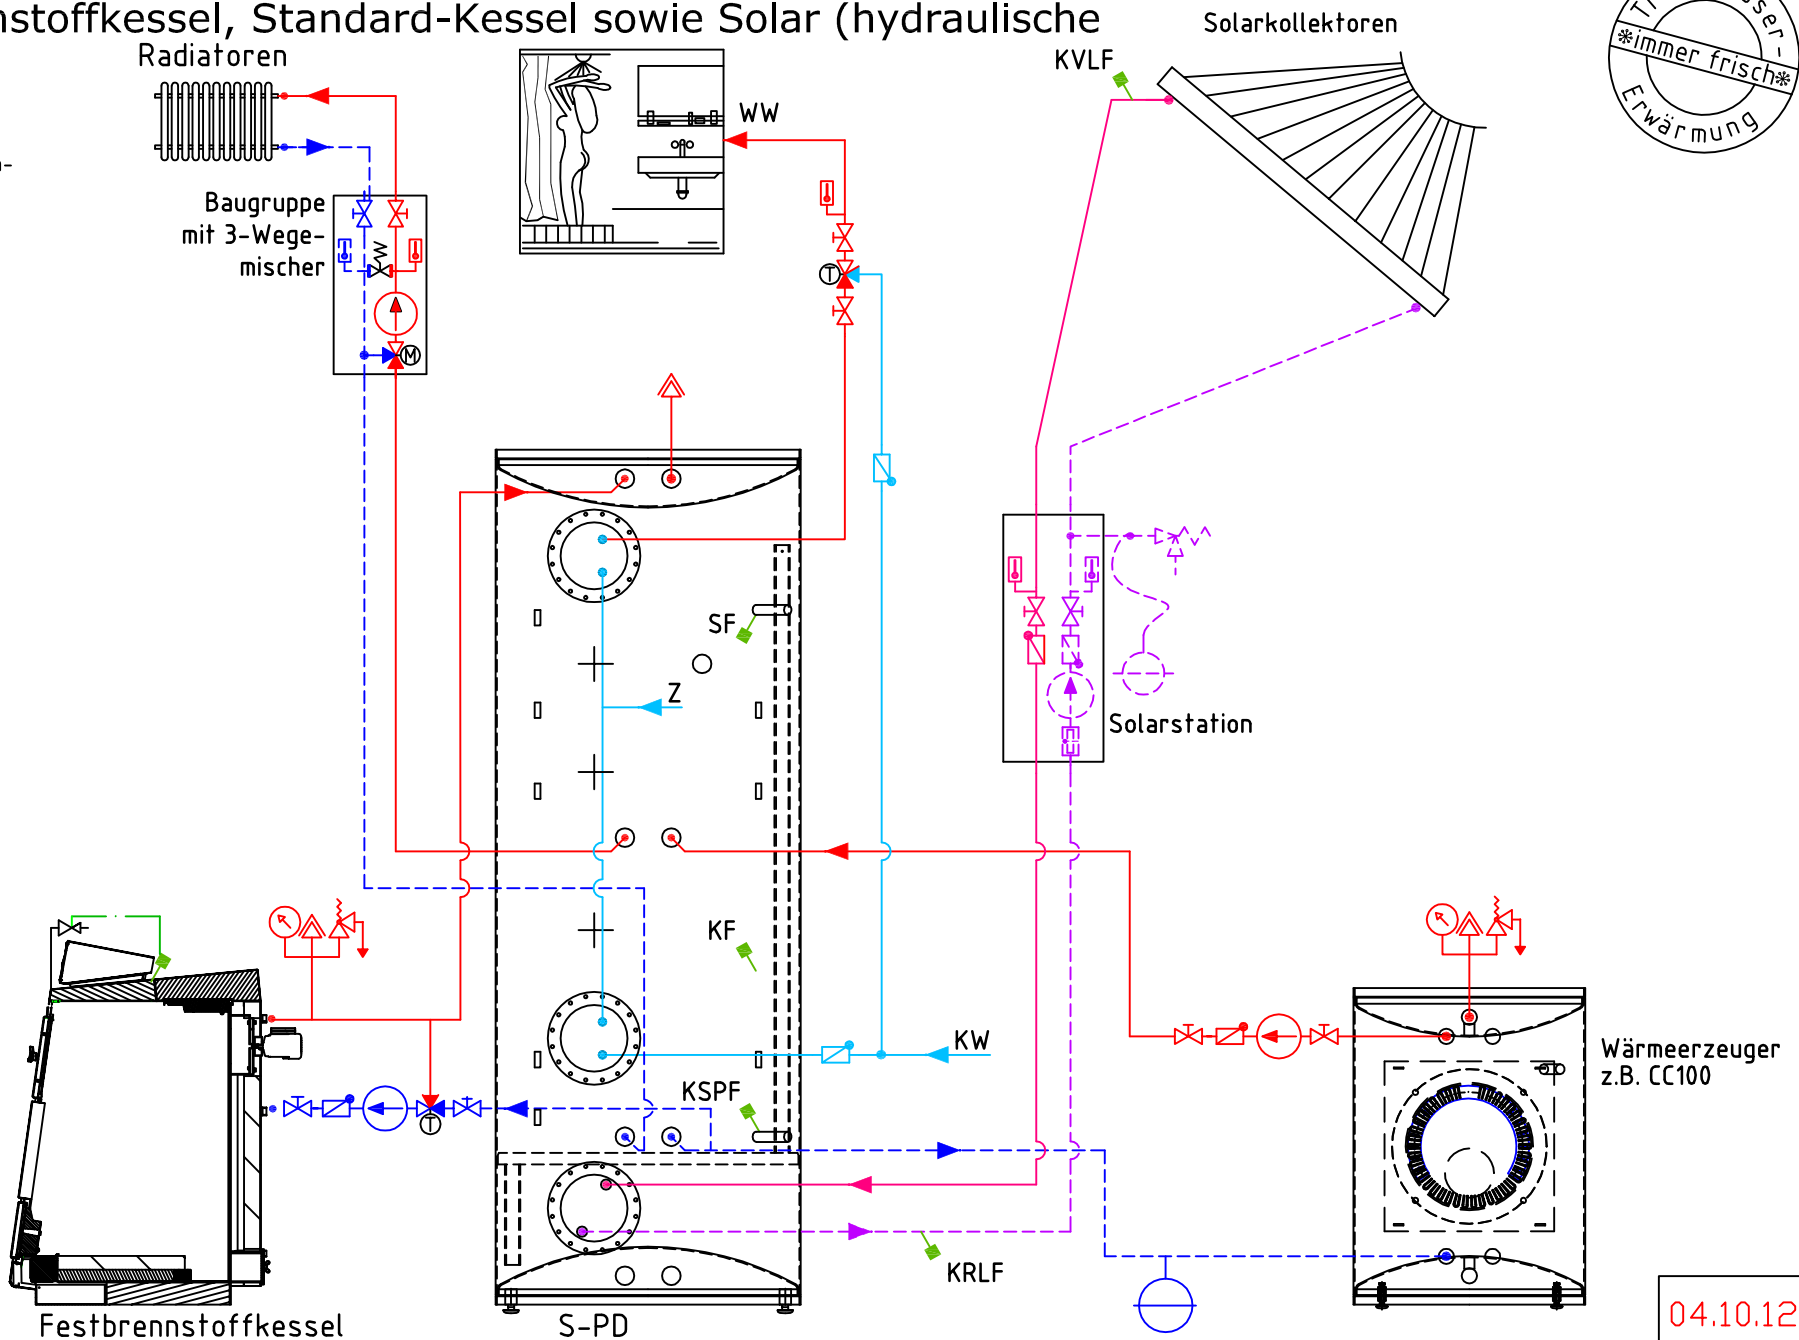 nstoffkessel, Standard-Kessel sowie Solar (hydraulische
Solarkollektoren
Radiatoren
KVLF
*immer frisch*
Erwärmung
WW
Baugruppe
mit 3-Wege-
mischer
T
M
SF
Z
Solarstation
KF
KW
KSPF
T
Wärmeerzeuger
z.B. CC100
KRLF
Festbrennstoffkessel
S-PD
04.10.12